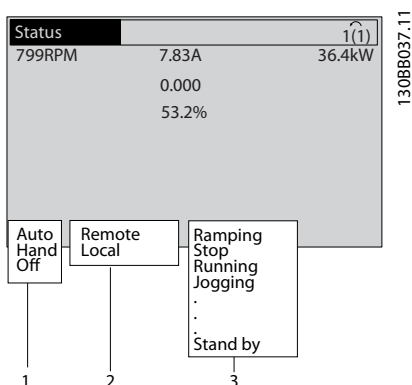 Status 1(1)
799RPM 7.83A 36.4kW
0.000
53.2%
Auto
Hand
Off
Remote
Local
Ramping
Stop
Running
Jogging
.
.
.
Stand by
1 2 3
130BB037.11